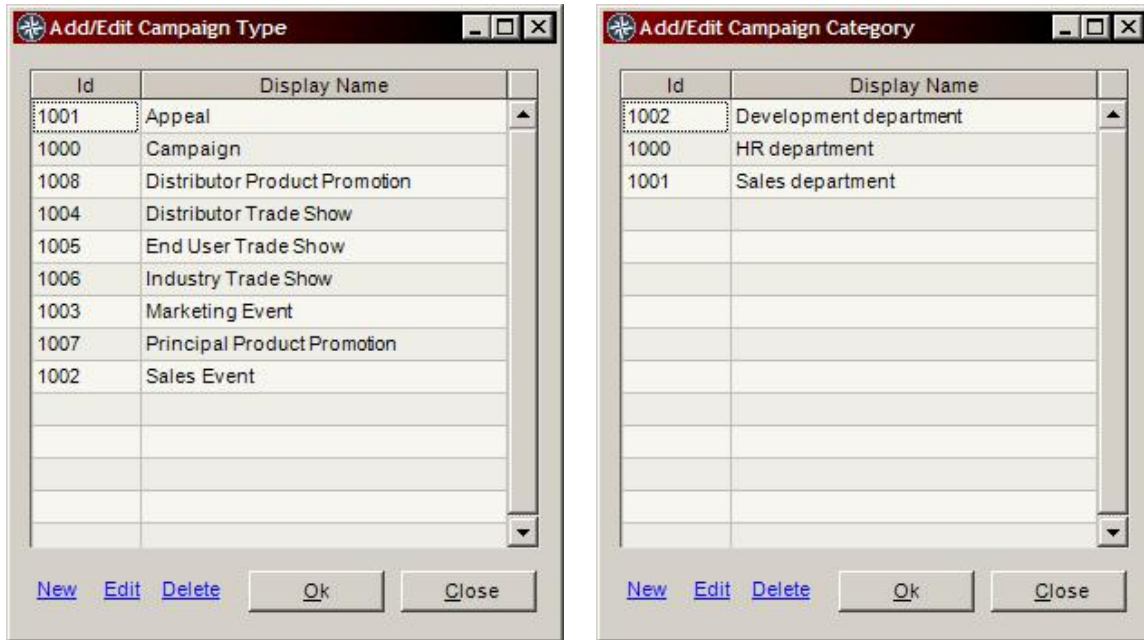 Add/Edit Campaign Type
Id Display Name
1001 Appeal
1000 Campaign
1008 Distributor Product Promotion
1004 Distributor Trade Show
1005 End User Trade Show
1006 Industry Trade Show
1003 Marketing Event
1007 Principal Product Promotion
1002 Sales Event
New Edit Delete Ok Close
Add/Edit Campaign Category
Id Display Name
1002 Development department
1000 HR department
1001 Sales department
New Edit Delete Ok Close